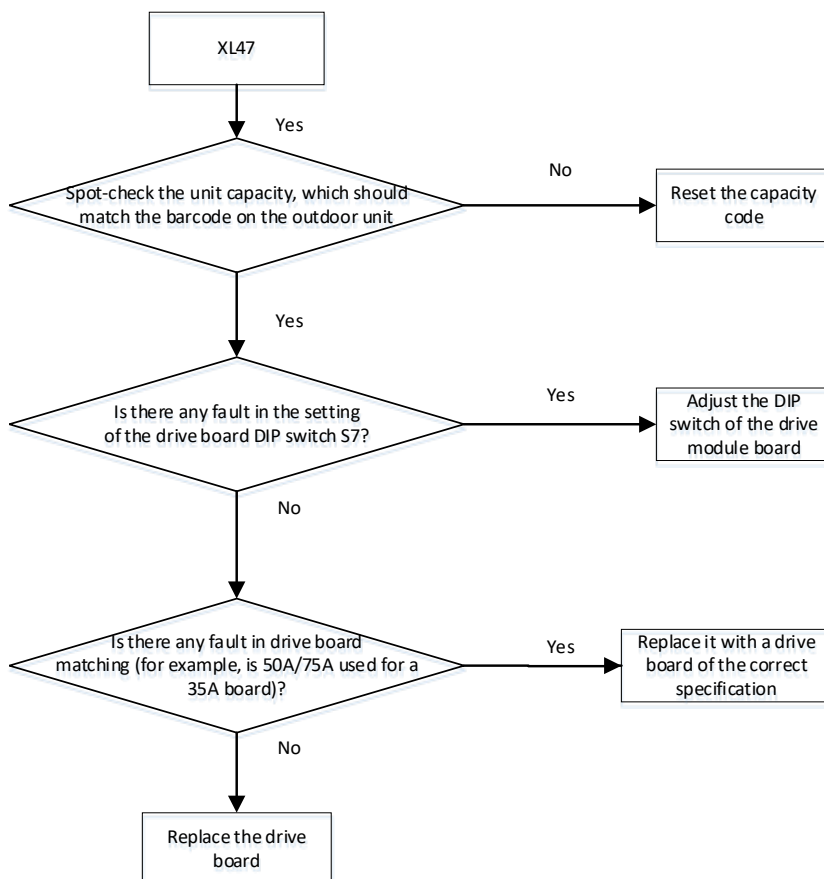 XL47
Yes
Spot-check the unit capacity, which should
match the barcode on the outdoor unit
No
Reset the capacity
code
Yes
Is there any fault in the setting
of the drive board DIP switch S7?
Yes
Adjust the DIP
switch of the drive
module board
No
Is there any fault in drive board
matching (for example, is 50A/75A used for a
35A board)?
Yes
Replace it with a drive
board of the correct
specification
No
Replace the drive
board